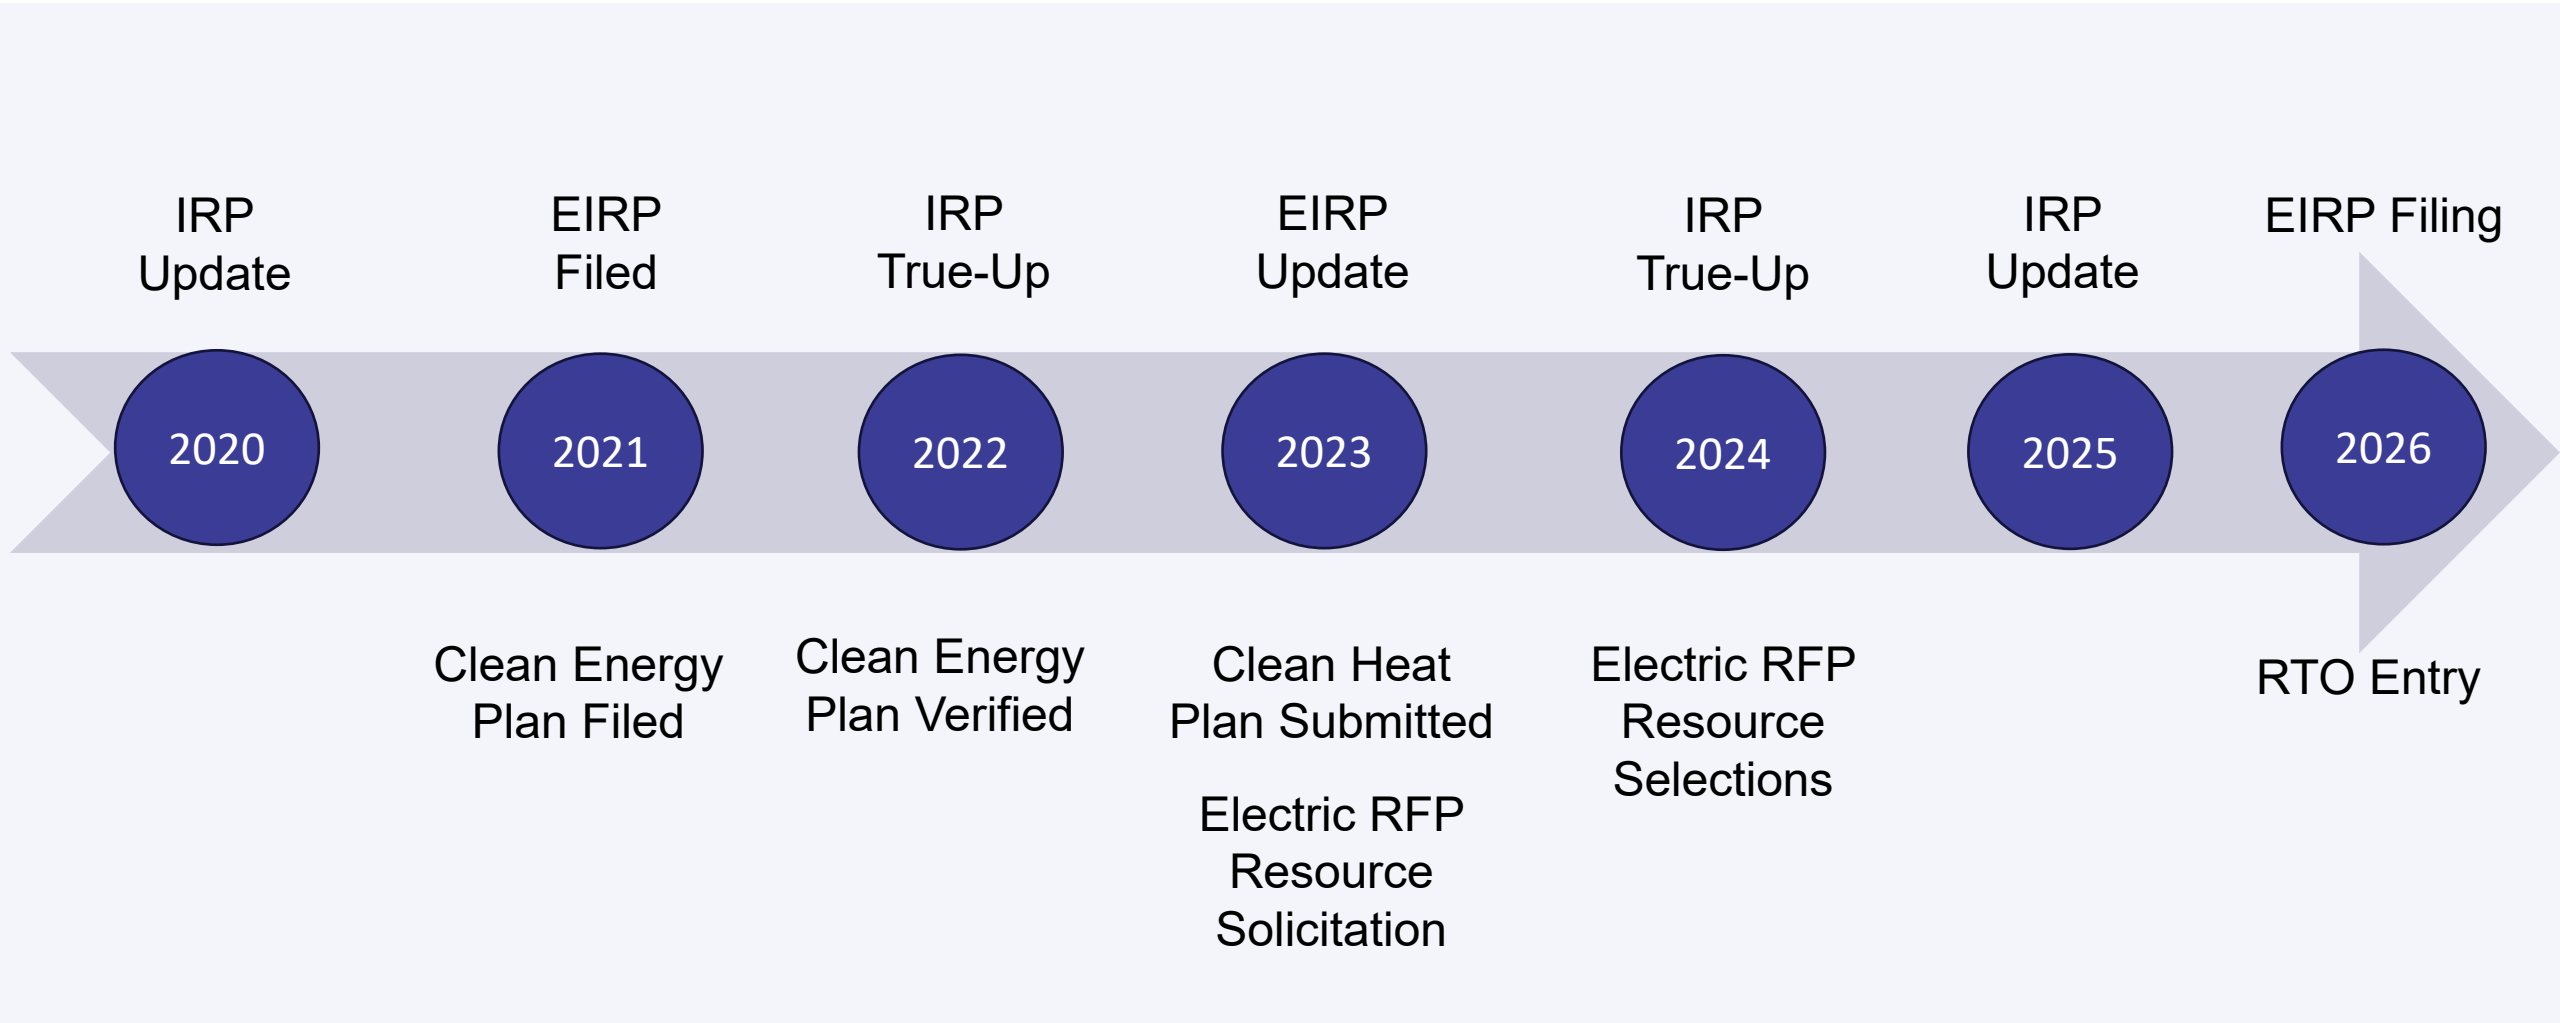 IRP
Update
EIRP
Filed
IRP
True-Up
EIRP
Update
IRP
True-Up
IRP
Update
EIRP Filing
2020
2021
2022
2023
2024
2025
2026
Clean Energy
Plan Filed
Clean Energy
Plan Verified
Clean Heat
Plan Submitted
Electric RFP
Resource
Solicitation
Electric RFP
Resource
Selections
RTO Entry